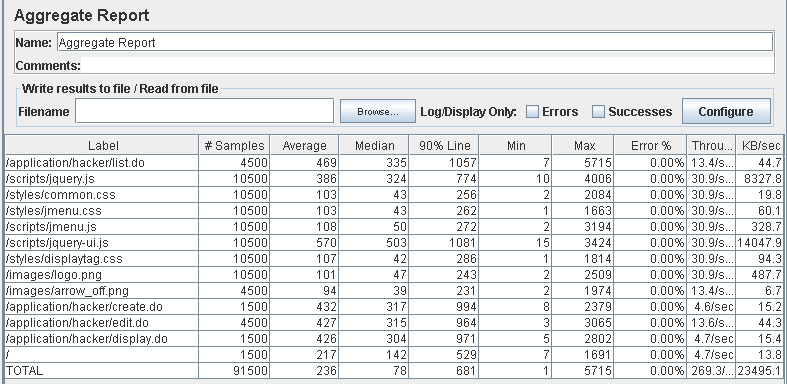 Aggregate Report
Name: Aggregate Report
Comments:
Write results to file / Read from file
Filename Browse... Log/Display Only: Errors Successes Configure
Label # Samples Average Median 90% Line Min Max Error % Throu... KB/sec
/application/hacker/list.do 4500 469 335 1057 7 5715 0.00% 13.4/s... 44.7
/scripts/jquery.js 10500 386 324 774 10 4006 0.00% 30.9/s... 8327.8
/styles/common.css 10500 103 43 256 2 2084 0.00% 30.9/s... 19.8
/styles/jmenu.css 10500 103 43 262 1 1663 0.00% 30.9/s... 60.1
/scripts/jmenu.js 10500 108 50 272 2 3194 0.00% 30.9/s... 328.7
/scripts/jquery-ui.js 10500 570 503 1081 15 3424 0.00% 30.9/s... 14047.9
/styles/displaytag.css 10500 107 42 286 1 1814 0.00% 30.9/s... 94.3
/images/logo.png 10500 101 47 243 2 2509 0.00% 30.9/s... 487.7
/images/arrow_off.png 4500 94 39 231 2 1974 0.00% 13.4/s... 6.7
/application/hacker/create.do 1500 432 317 994 8 2379 0.00% 4.6/sec 15.2
/application/hacker/edit.do 4500 427 315 964 3 3065 0.00% 13.6/s... 44.3
/application/hacker/display.do 1500 426 304 971 5 2802 0.00% 4.7/sec 15.4
/ 1500 217 142 529 7 1691 0.00% 4.7/sec 13.8
TOTAL 91500 236 78 681 1 5715 0.00% 269.3/... 23495.1